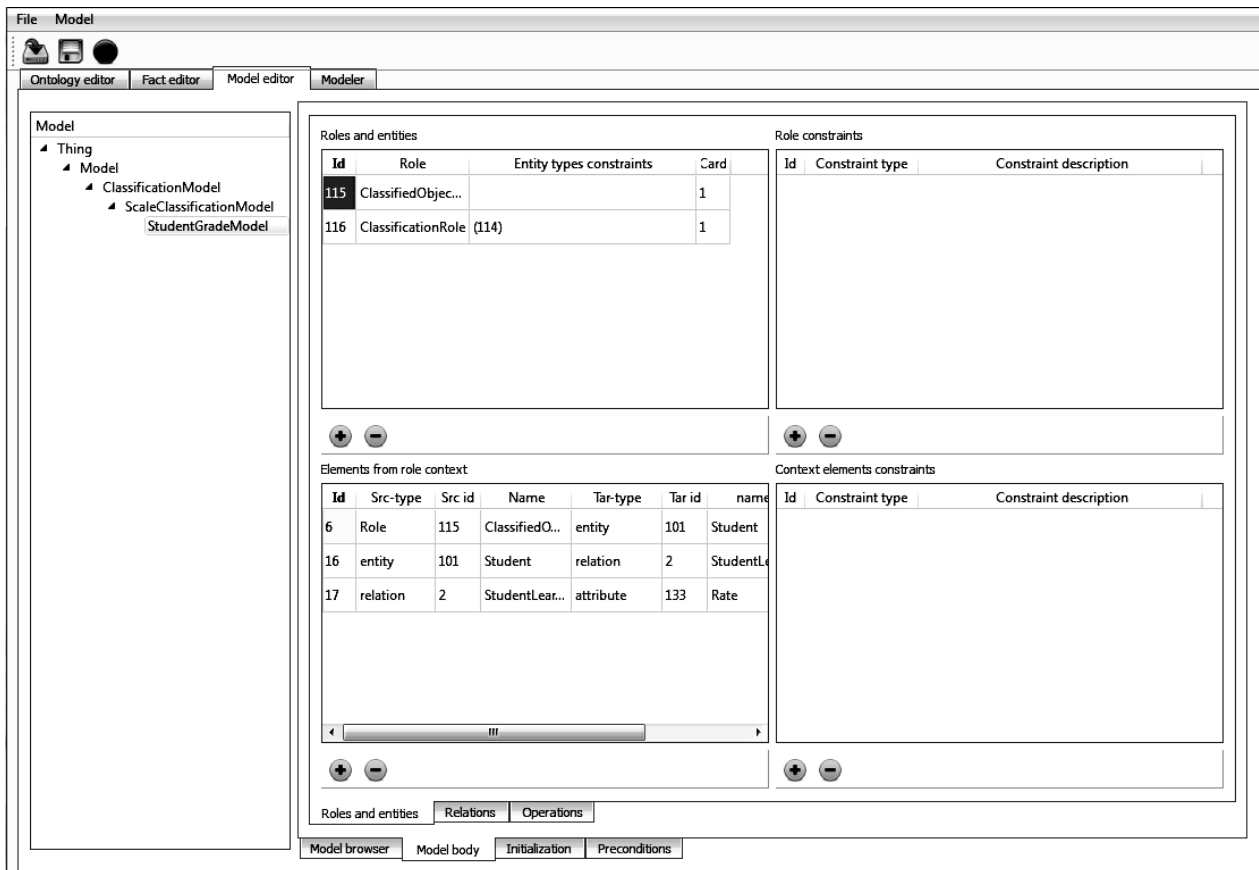 File Model
Ontology editor Fact editor Model editor Modeler
Model
Thing
Model
ClassificationModel
ScaleClassificationModel
StudentGradeModel
Roles and entities
Id Role Entity types constraints Card
115 ClassifiedObjec... 1
116 ClassificationRole (114) 1
Role constraints
Id Constraint type Constraint description
Elements from role context
Id Src-type Src id Name Tar-type Tar id name
6 Role 115 ClassifiedO... entity 101 Student
16 entity 101 Student relation 2 StudentLe
17 relation 2 StudentLear... attribute 133 Rate
Context elements constraints
Id Constraint type Constraint description
Roles and entities Relations Operations
Model browser Model body Initialization Preconditions